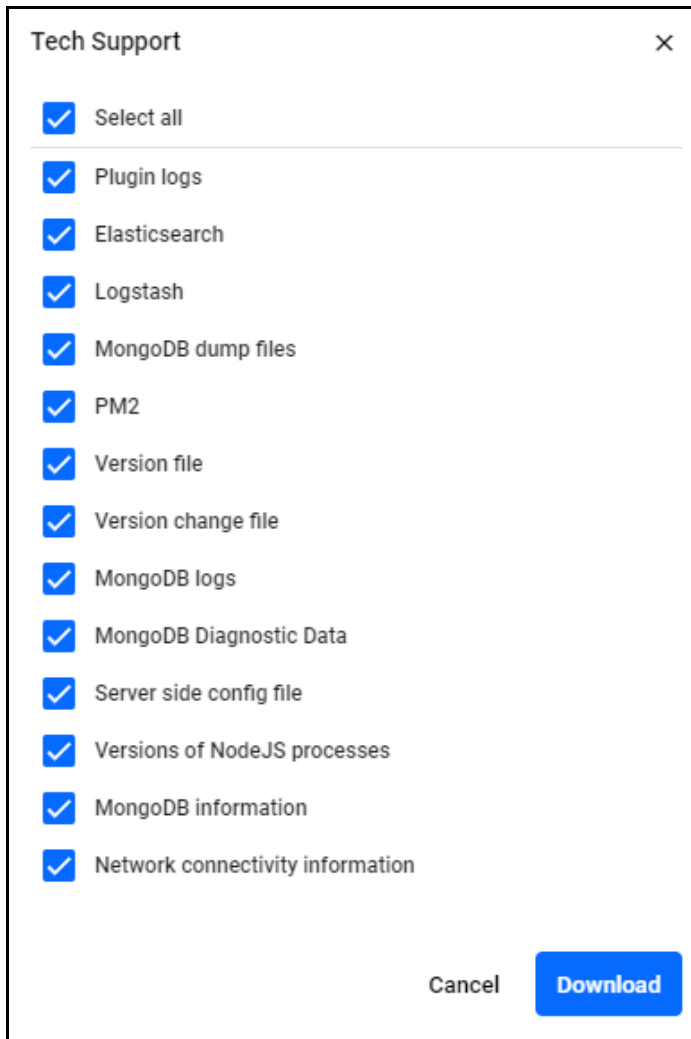 Tech Support
Select all
Plugin logs
Elasticsearch
Logstash
MongoDB dump files
PM2
Version file
Version change file
MongoDB logs
MongoDB Diagnostic Data
Server side config file
Versions of NodeJS processes
MongoDB information
Network connectivity information
Cancel Download